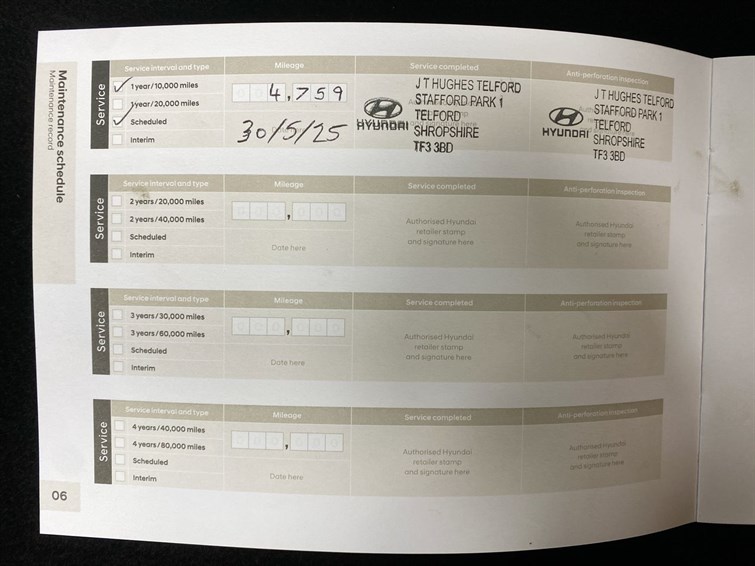 Maintenance schedule
Maintenance record
Service
Service interval and type
Mileage
Service completed
Anti-perforation inspection
1 year/10,000 miles
1year/20,000 miles
Scheduled
Interim
4,759
30/5/25
HYUNDAI
J T HUGHES TELFORD
STAFFORD PARK 1
TELFORD
SHROPSHIRE
TF3 3BD
HYUNDAI
J T HUGHES TELFORD
STAFFORD PARK 1
TELFORD
SHROPSHIRE
TF3 3BD
Service
Service interval and type
Mileage
Service completed
Anti-perforation inspection
2 years/20,000 miles
2 years/40,000 miles
Scheduled
Interim
000,000
Date here
Authorised Hyundai
retailer stamp
and signature here
Authorised Hyundai
retailer stamp
and signature here
Service
Service interval and type
Mileage
Service completed
Anti-perforation inspection
3 years/30,000 miles
3 years/60,000 miles
Scheduled
Interim
000,000
Date here
Authorised Hyundai
retailer stamp
and signature here
Authorised Hyundai
retailer stamp
and signature here
Service
Service interval and type
Mileage
Service completed
Anti-perforation inspection
4 years/40,000 miles
4 years/80,000 miles
Scheduled
Interim
000,000
Date here
Authorised Hyundai
retailer stamp
and signature here
Authorised Hyundai
retailer stamp
and signature here
06